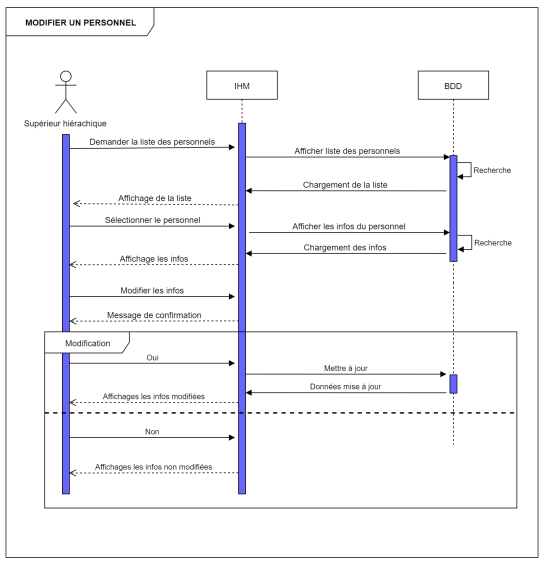 MODIFIER UN PERSONNEL
IHM
BDD
Supérieur hiérachique
Demander la liste des personnels
Afficher liste des personnels
Recherche
Chargement de la liste
Affichage de la liste
Sélectionner le personnel
Afficher les infos du personnel
Recherche
Chargement des infos
Affichage les infos
Modifier les infos
Message de confirmation
Modification
Oui
Mettre à jour
Données mise à jour
Affichages les infos modifiées
Non
Affichages les infos non modifiées